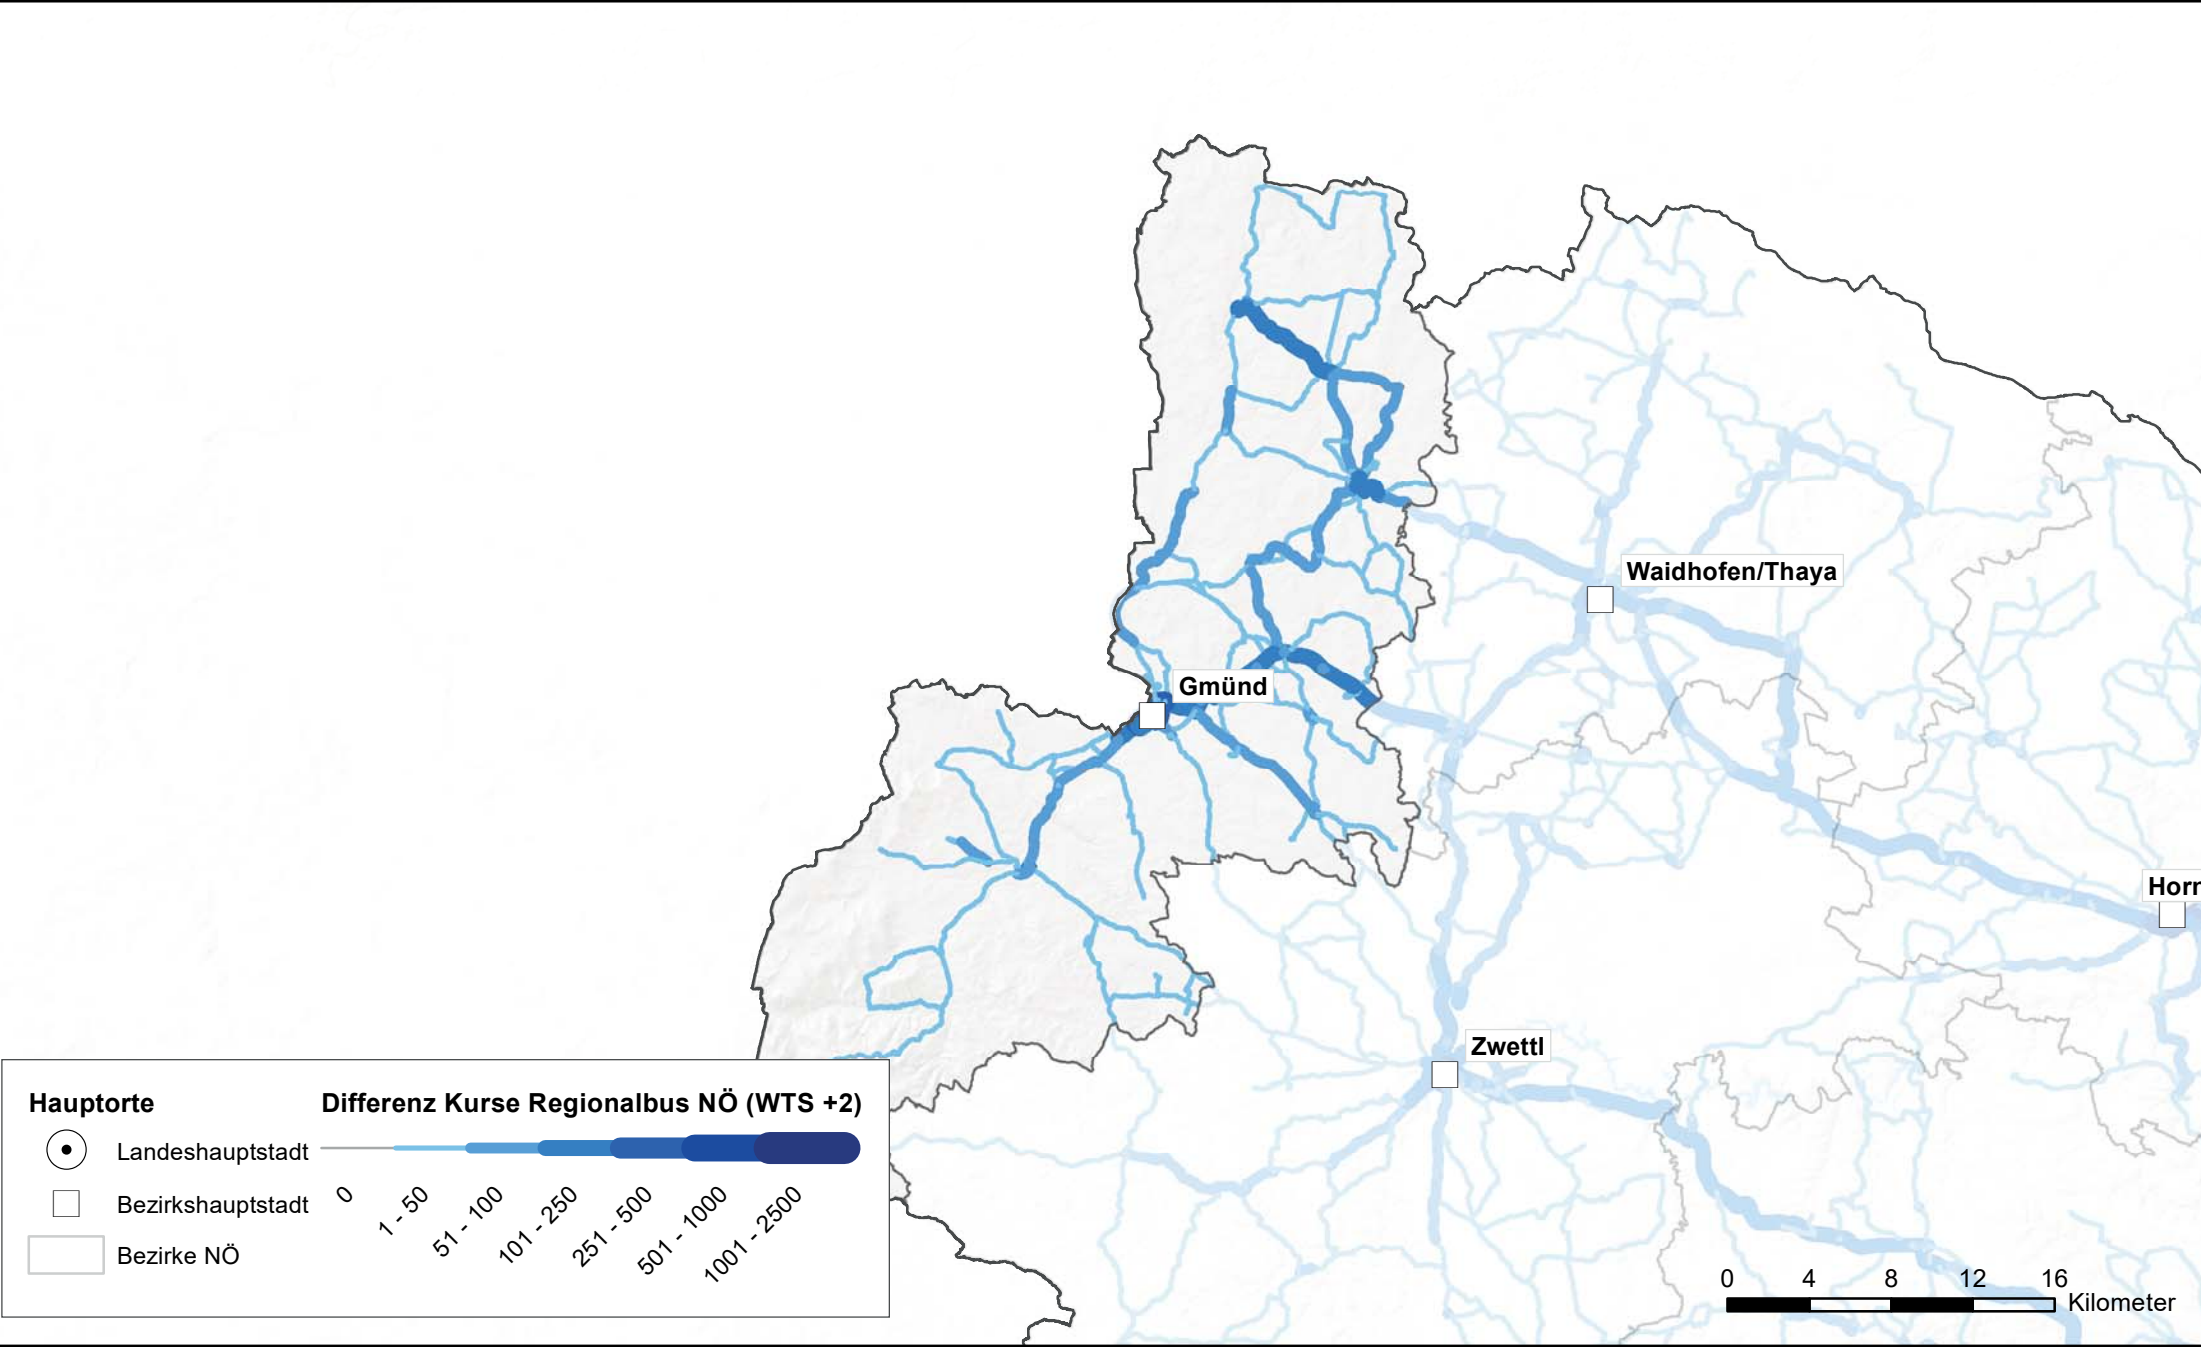 Waidhofen/Thaya
Gmünd
Horn
Zwettl
Hauptorte
Landeshauptstadt
Bezirkshauptstadt
Bezirke NÖ
Differenz Kurse Regionalbus NÖ (WTS +2)
0
1 - 50
51 - 100
101 - 250
251 - 500
501 - 1000
1001 - 2500
0 4 8 12 16
Kilometer